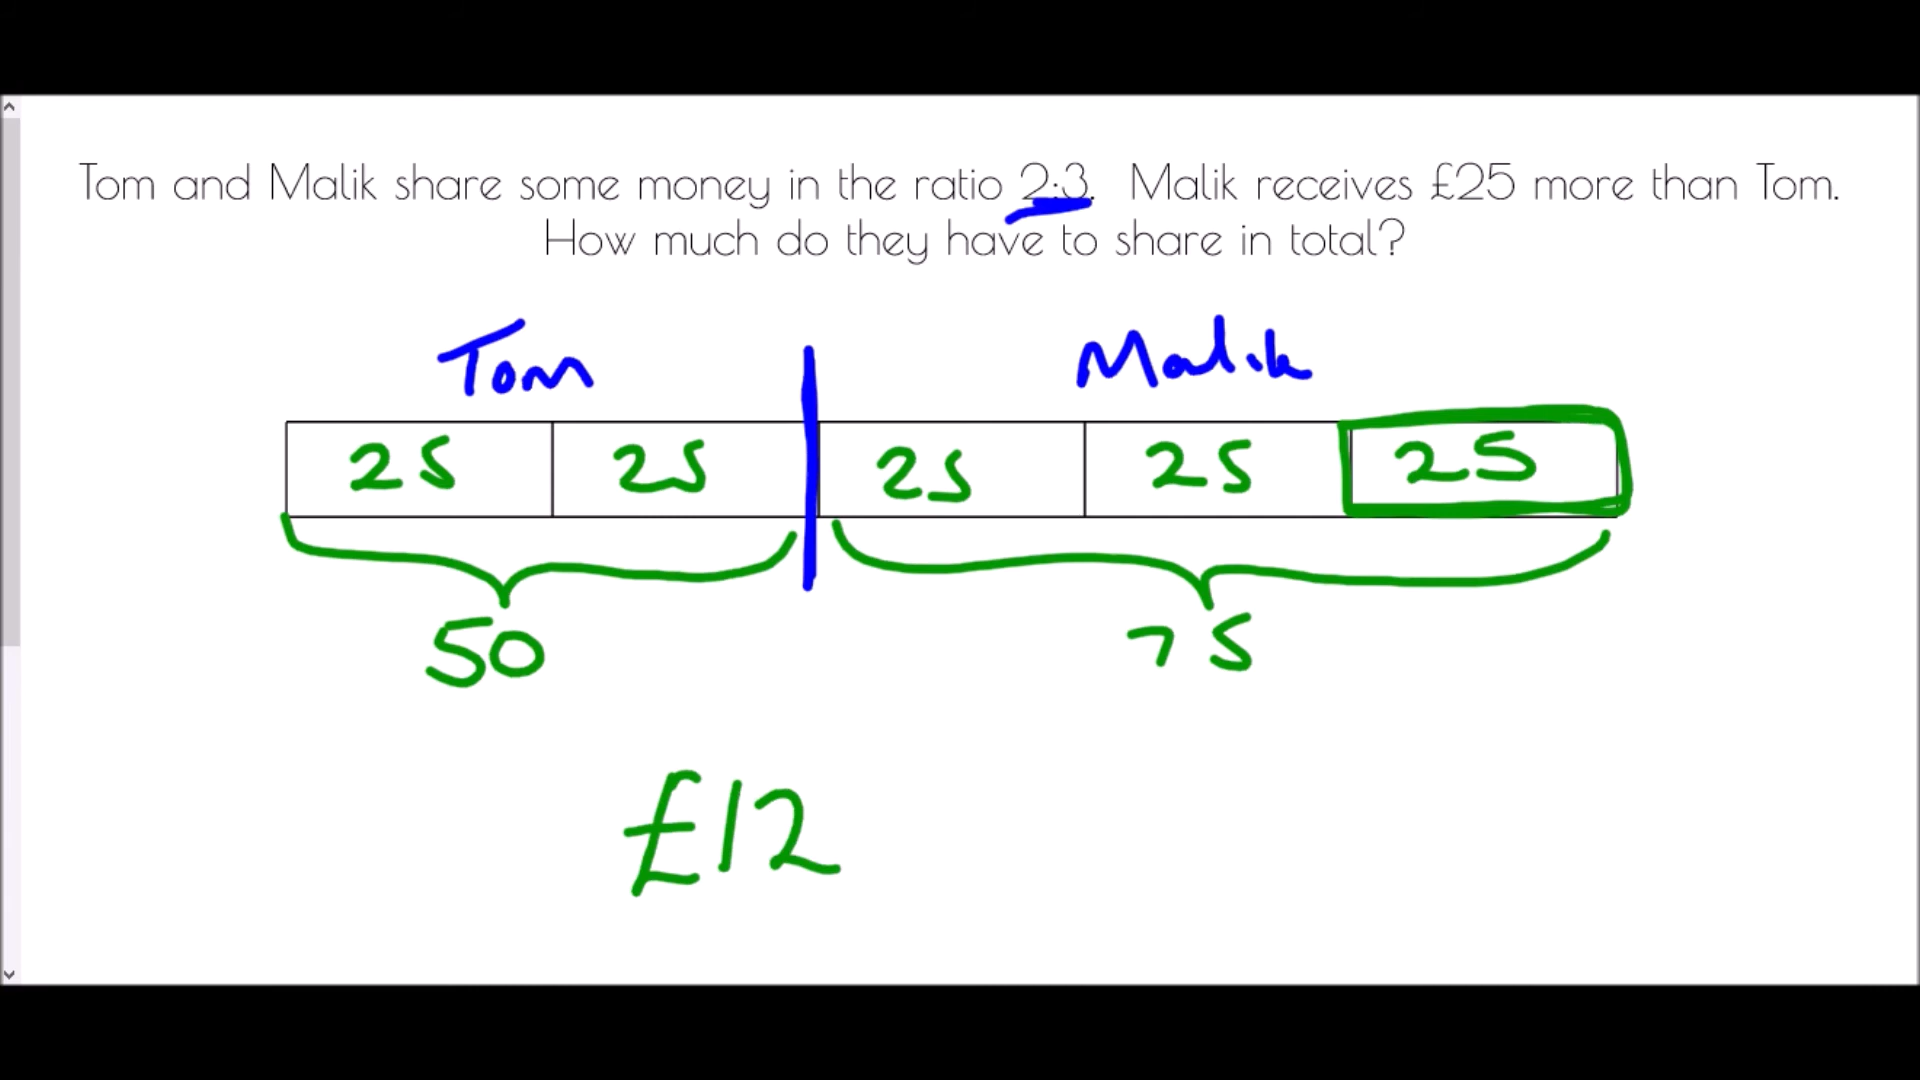 Tom and Malik share some money in the ratio 2:3. Malik receives £25 more than Tom.
How much do they have to share in total?
Tom Malik
25 25 25 25 25
50 75
£12